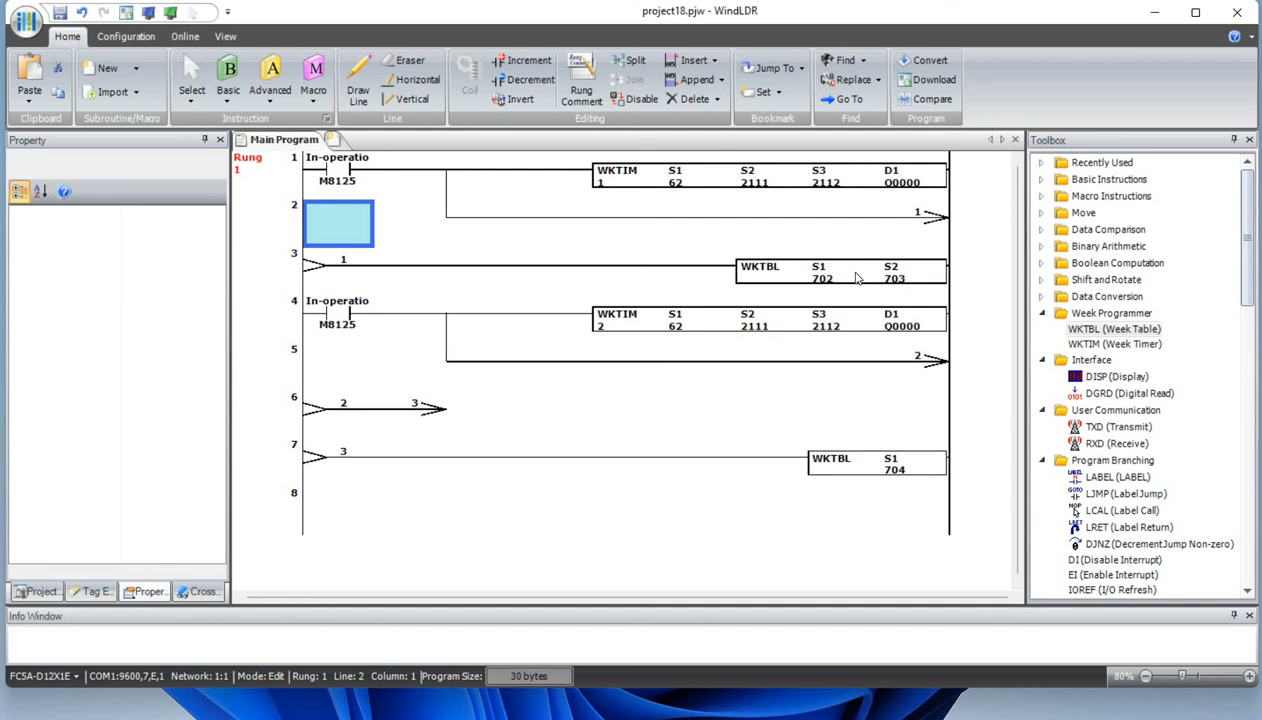 project18.pjw - WindLDR
Home Configuration Online View
Paste
Clipboard
New
Import
Subroutine/Macro
Select
Basic
Advanced
Macro
Instruction
Draw Line
Eraser
Horizontal
Vertical
Line
Coil
Increment
Decrement
Invert
Rung Comment
Split
Join
Disable
Insert
Append
Delete
Editing
Jump To
Set
Bookmark
Find
Replace
Go To
Find
Convert
Download
Compare
Program
Property
Main Program
Toolbox
Rung 1
1 In-operatio
M8125
WKTIM S1 S2 S3 D1
1 62 2111 2112 Q0000
2
1
3
1
WKTBL S1 S2
702 703
4 In-operatio
M8125
WKTIM S1 S2 S3 D1
2 62 2111 2112 Q0000
5
2
6
2 3
7
3
WKTBL S1
704
8
Recently Used
Basic Instructions
Macro Instructions
Move
Data Comparison
Binary Arithmetic
Boolean Computation
Shift and Rotate
Data Conversion
Week Programmer
WKTBL (Week Table)
WKTIM (Week Timer)
Interface
DISP (Display)
DGRD (Digital Read)
User Communication
TXD (Transmit)
RXD (Receive)
Program Branching
LABEL (LABEL)
LJMP (Label Jump)
LCAL (Label Call)
LRET (Label Return)
DJNZ (Decrement Jump Non-zero)
DI (Disable Interrupt)
EI (Enable Interrupt)
IOREF (I/O Refresh)
Project Tag E... Proper... Cross...
Info Window
FC5A-D12X1E COM1:9600,7,E,1 Network: 1:1 Mode: Edit Rung: 1 Line: 2 Column: 1 Program Size: 30 bytes 80%